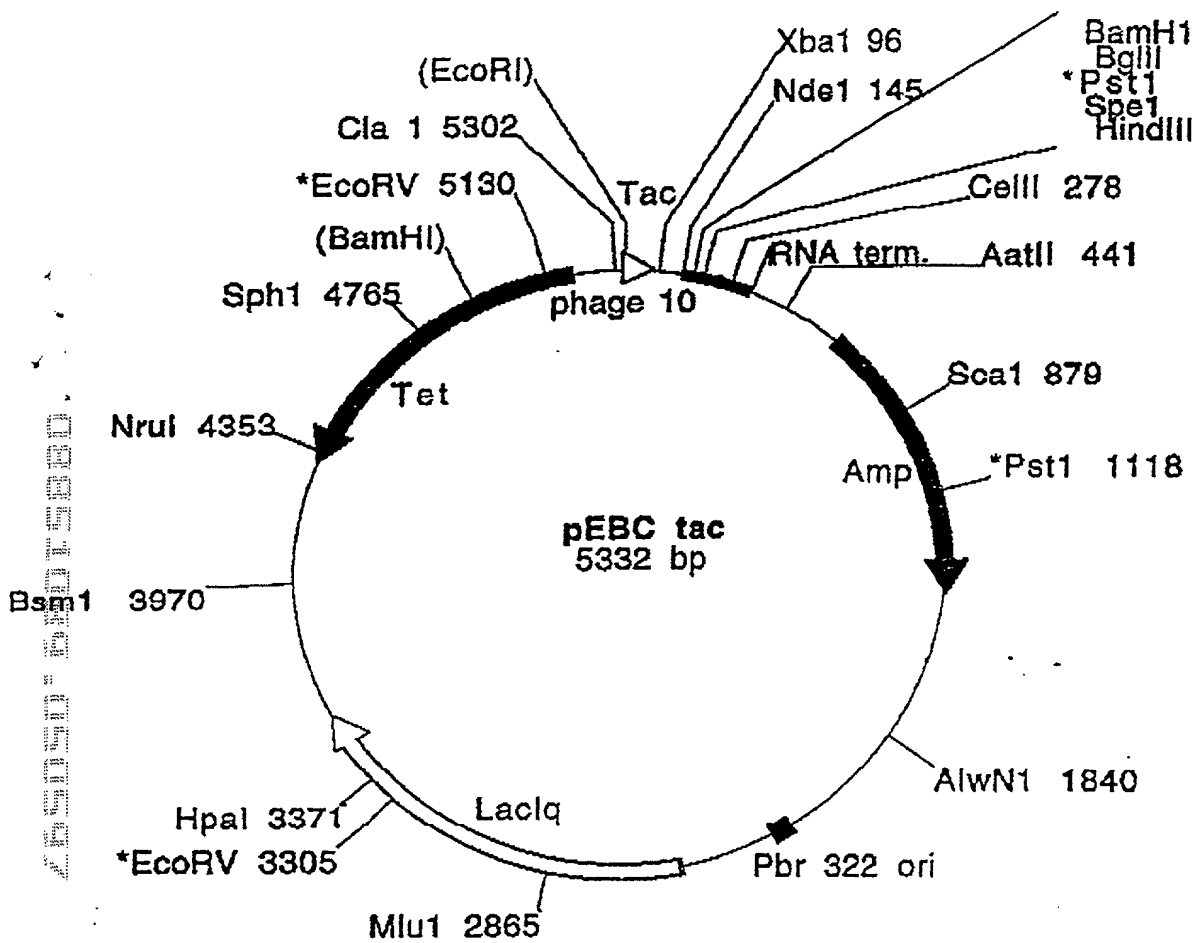 BamH1
BglII
*Pst1
Spe1
HindIII
Xba1 96
Nde1 145
(EcoRI)
Cla 1 5302
*EcoRV 5130
Tac
CelII 278
(BamHI)
RNA term.
AatII 441
Sph1 4765
phage 10
Tet
Sca1 879
NruI 4353
Amp
*Pst1 1118
pEBC tac
5332 bp
Bsm1 3970
AlwN1 1840
HpaI 3371
LacIq
*EcoRV 3305
Pbr 322 ori
Mlu1 2865